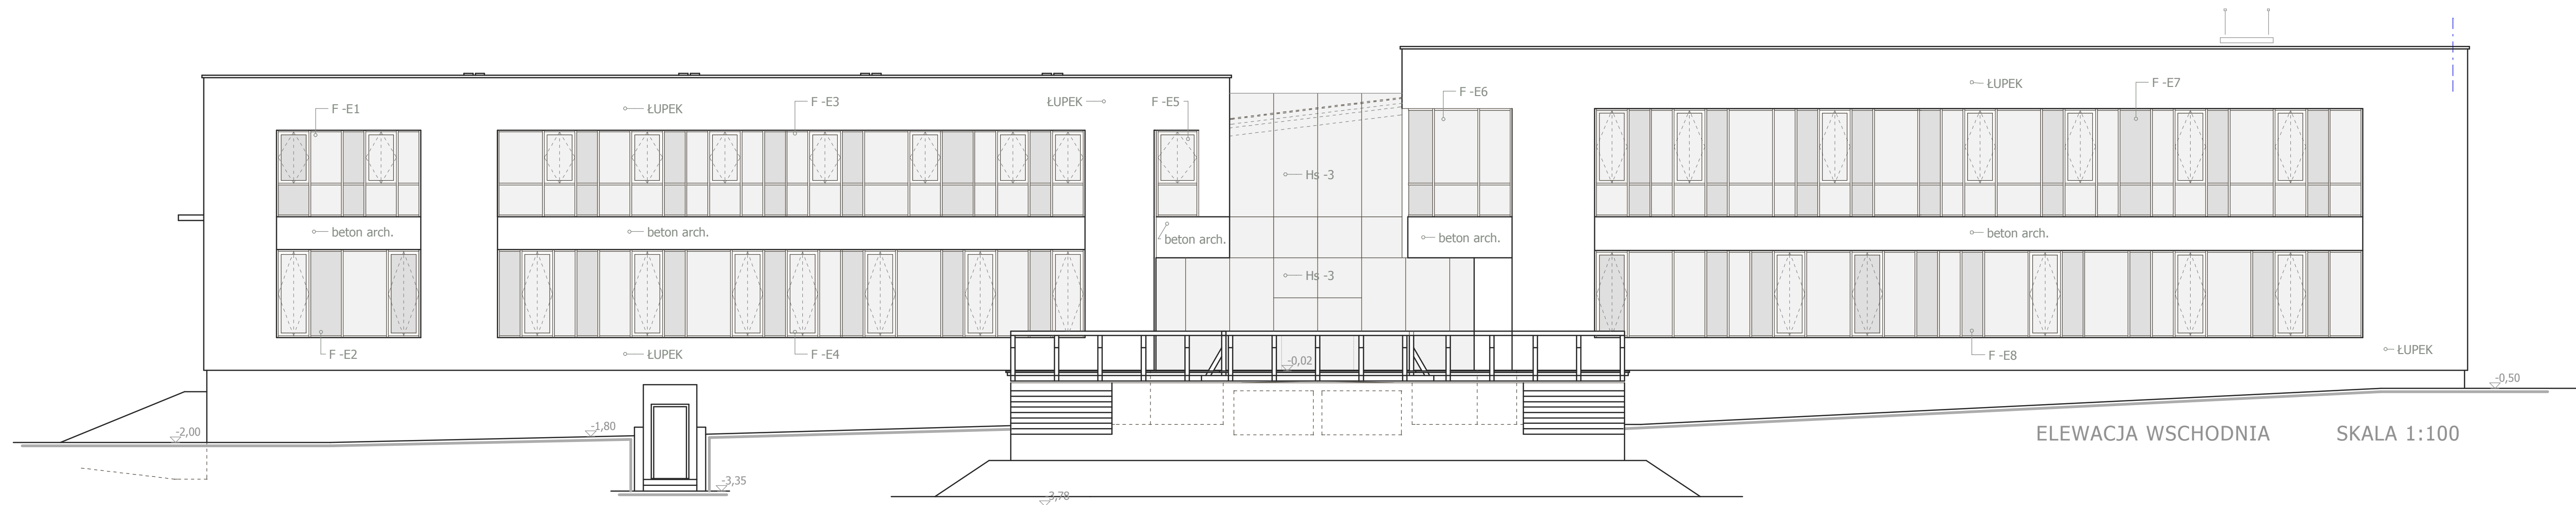 F -E1
ŁUPEK
F -E3
ŁUPEK
F -E5
F -E6
ŁUPEK
F -E7
Hs -3
beton arch.
beton arch.
beton arch.
beton arch.
beton arch.
Hs -3
F -E2
ŁUPEK
F -E4
-0,02
F -E8
ŁUPEK
-0,50
-2,00
-1,80
ELEWACJA WSCHODNIA SKALA 1:100
-3,35
-3,78